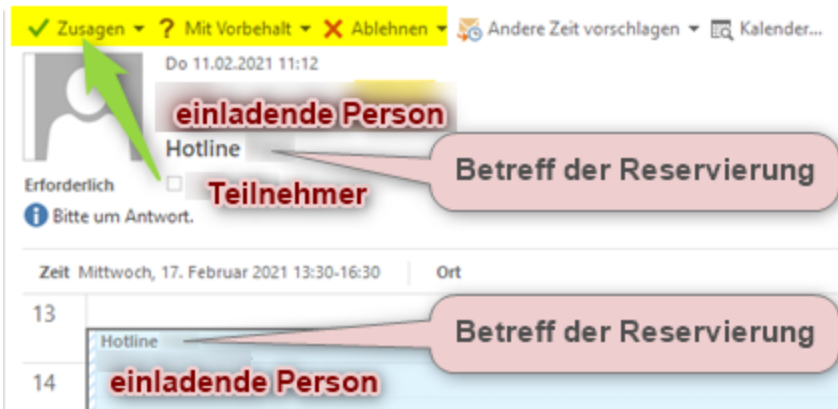 Zusagen ? Mit Vorbehalt Ablehnen Andere Zeit vorschlagen Kalender...
Do 11.02.2021 11:12
einladende Person
Hotline
Betreff der Reservierung
Erforderlich
Teilnehmer
Bitte um Antwort.
Zeit Mittwoch, 17. Februar 2021 13:30-16:30 Ort
13
Hotline
Betreff der Reservierung
14
einladende Person